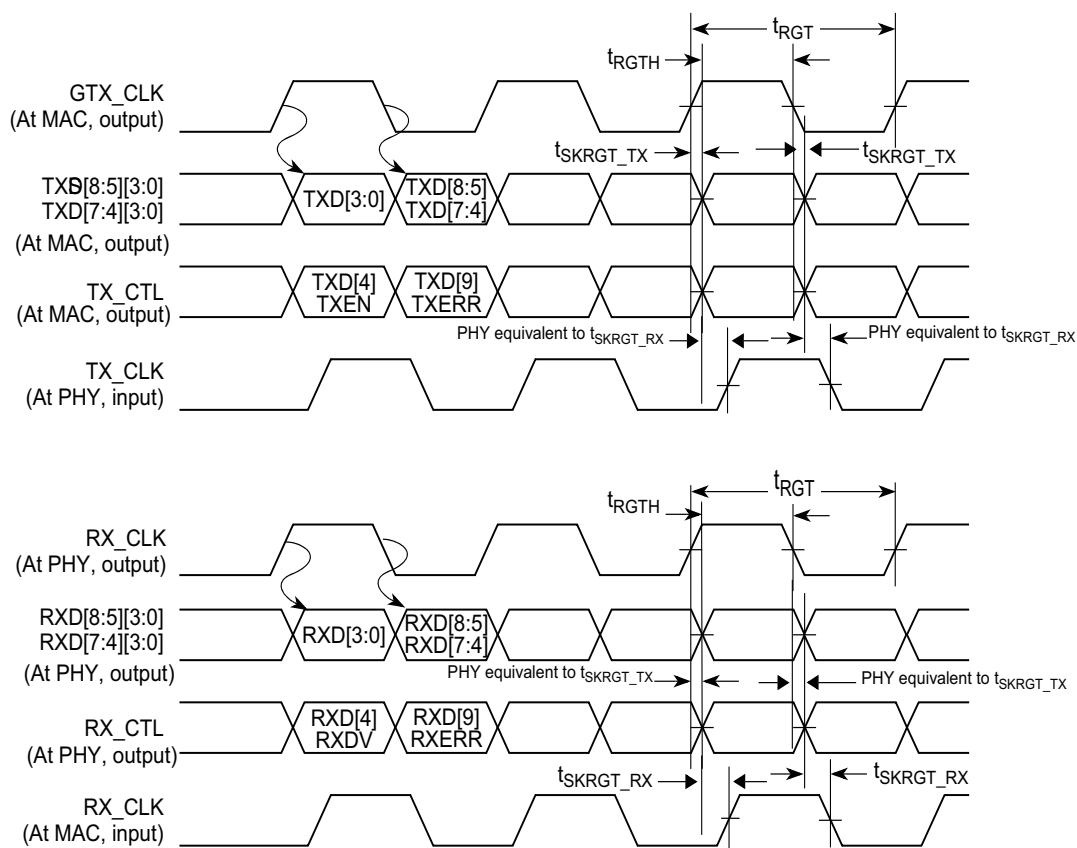 tRGT
tRGTH
GTX_CLK
(At MAC, output)
tSKRGT_TX
tSKRGT_TX
TXD[8:5][3:0]
TXD[7:4][3:0]
(At MAC, output)
TXD[3:0]
TXD[8:5]
TXD[7:4]
TX_CTL
(At MAC, output)
TXD[4]
TXEN
TXD[9]
TXERR
PHY equivalent to tSKRGT_RX
PHY equivalent to tSKRGT_RX
TX_CLK
(At PHY, input)
tRGT
tRGTH
RX_CLK
(At PHY, output)
RXD[8:5][3:0]
RXD[7:4][3:0]
(At PHY, output)
RXD[3:0]
RXD[8:5]
RXD[7:4]
PHY equivalent to tSKRGT_TX
PHY equivalent to tSKRGT_TX
RX_CTL
(At PHY, output)
RXD[4]
RXDV
RXD[9]
RXERR
tSKRGT_RX
tSKRGT_RX
RX_CLK
(At MAC, input)